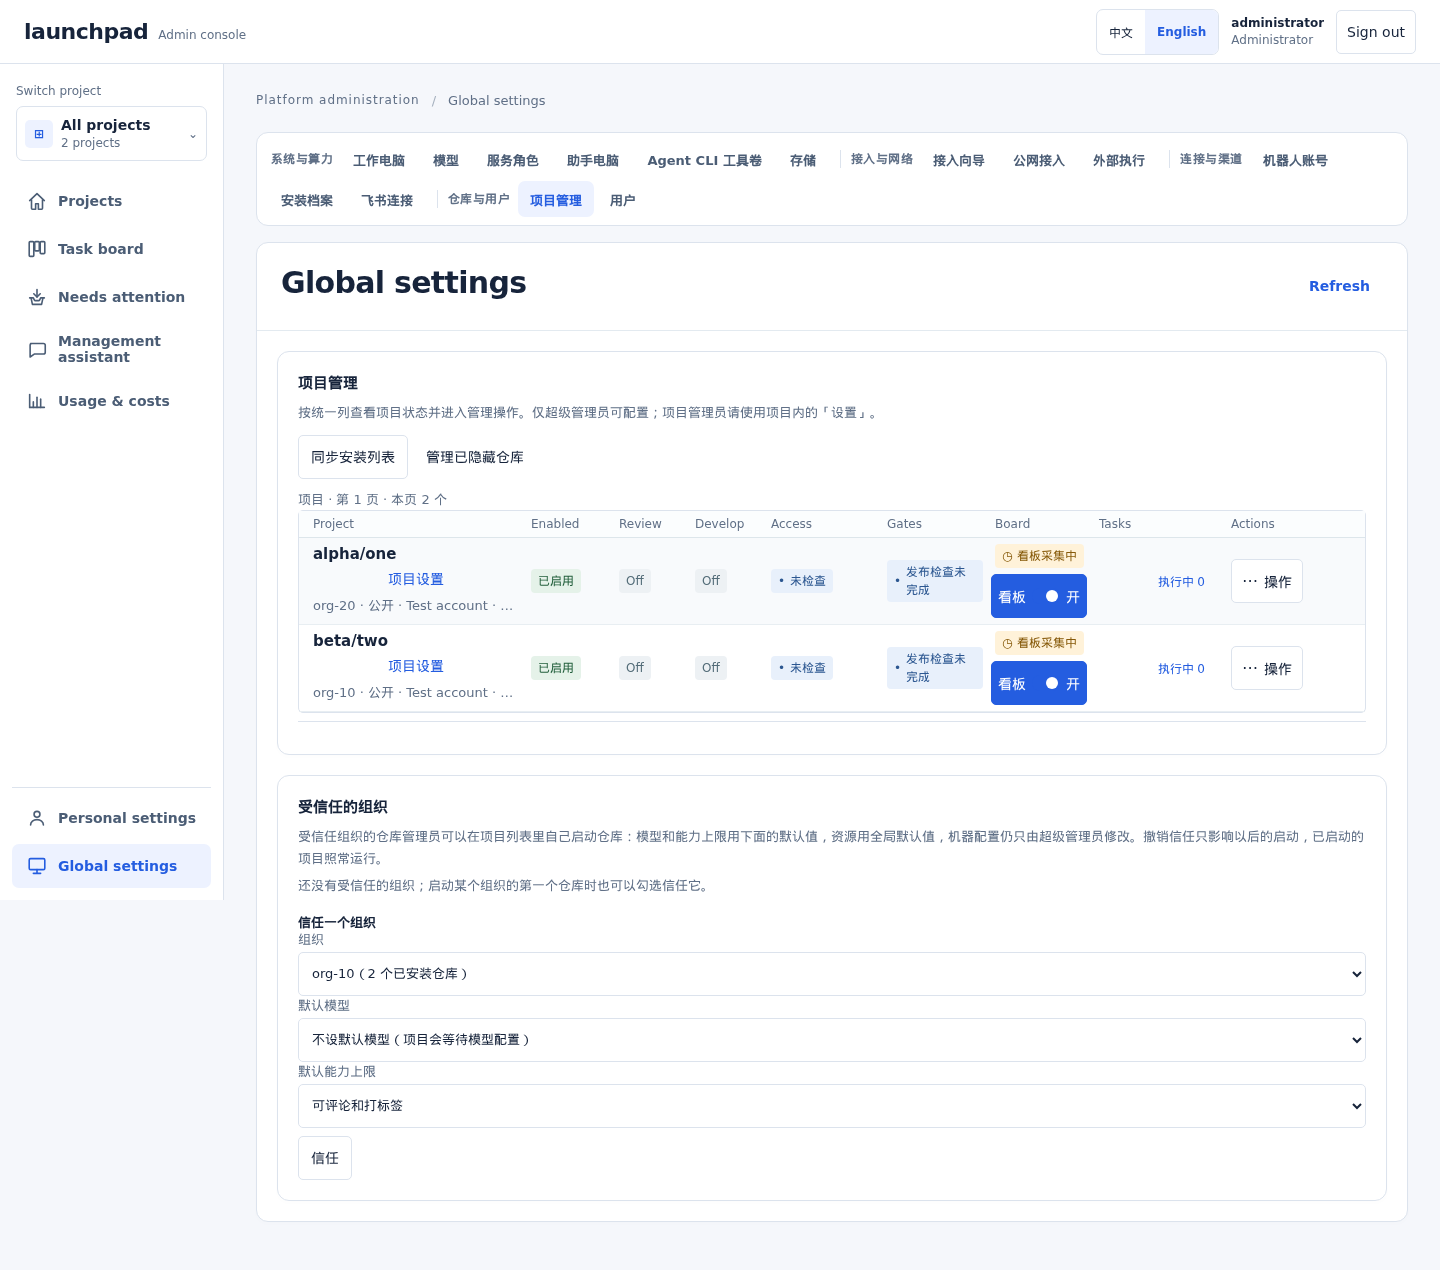 launchpad Admin console
中文 English
administrator
Administrator
Sign out
Switch project
All projects
2 projects
Projects
Task board
Needs attention
Management
assistant
Usage & costs
Personal settings
Global settings
Platform administration / Global settings
系统与算力 工作电脑 模型 服务角色 助手电脑 Agent CLI 工具卷 存储 接入与网络 接入向导 公网接入 外部执行 连接与渠道 机器人账号
安装档案 飞书连接 仓库与用户 项目管理 用户
Global settings
Refresh
项目管理
按统一列查看项目状态并进入管理操作。仅超级管理员可配置；项目管理员请使用项目内的「设置」。
同步安装列表 管理已隐藏仓库
项目 · 第 1 页 · 本页 2 个
Project Enabled Review Develop Access Gates Board Tasks Actions
alpha/one
项目设置
org-20 · 公开 · Test account · …
已启用 Off Off • 未检查
• 发布检查未
完成
看板采集中
看板 开
执行中 0
··· 操作
beta/two
项目设置
org-10 · 公开 · Test account · …
已启用 Off Off • 未检查
• 发布检查未
完成
看板采集中
看板 开
执行中 0
··· 操作
受信任的组织
受信任组织的仓库管理员可以在项目列表里自己启动仓库：模型和能力上限用下面的默认值，资源用全局默认值，机器配置仍只由超级管理员修改。撤销信任只影响以后的启动，已启动的
项目照常运行。
还没有受信任的组织；启动某个组织的第一个仓库时也可以勾选信任它。
信任一个组织
组织
org-10（2 个已安装仓库）
默认模型
不设默认模型（项目会等待模型配置）
默认能力上限
可评论和打标签
信任